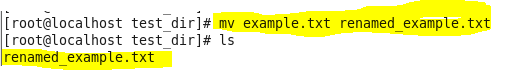 [root@localhost test_dir]# mv example.txt renamed_example.txt
[root@localhost test_dir]# ls
renamed_example.txt